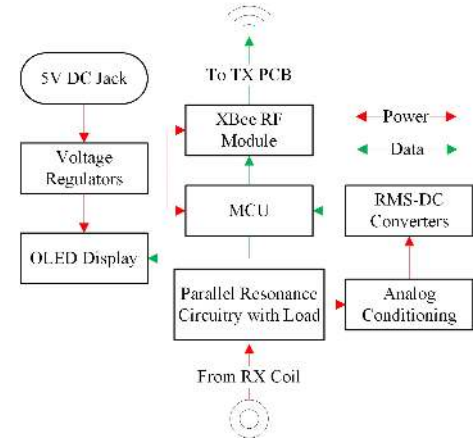 5V DC Jack
Voltage
Regulators
OLED Display
To TX PCB
XBee RF
Module
MCU
Parallel Resonance
Circuitry with Load
From RX Coil
Power
Data
RMS-DC
Converters
Analog
Conditioning